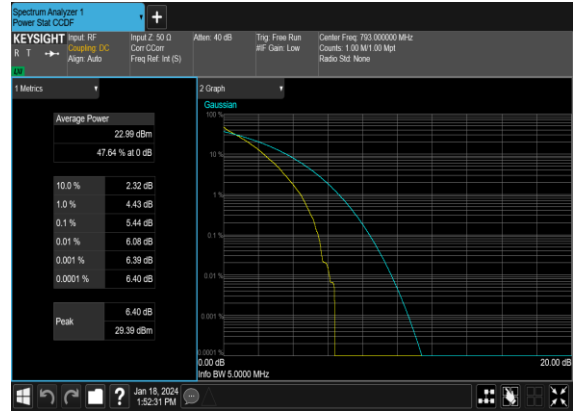 Spectrum Analyzer 1
Power Stat CCDF
KEYSIGHT
R T
LXI
Input: RF
Coupling: DC
Align: Auto
Input Z: 50 Ω
Corr CCorr
Freq Ref: Int (S)
Atten: 40 dB
Trig: Free Run
#IF Gain: Low
Center Freq: 793.000000 MHz
Counts: 1.00 M/1.00 Mpt
Radio Std: None
1 Metrics
Average Power
22.99 dBm
47.64 % at 0 dB
10.0 % 2.32 dB
1.0 % 4.43 dB
0.1 % 5.44 dB
0.01 % 6.08 dB
0.001 % 6.39 dB
0.0001 % 6.40 dB
Peak
6.40 dB
29.39 dBm
2 Graph
Gaussian
100 %
10 %
1 %
0.1 %
0.01 %
0.001 %
0.0001 %
0.00 dB
20.00 dB
Info BW 5.0000 MHz
?
Jan 18, 2024
1:52:31 PM